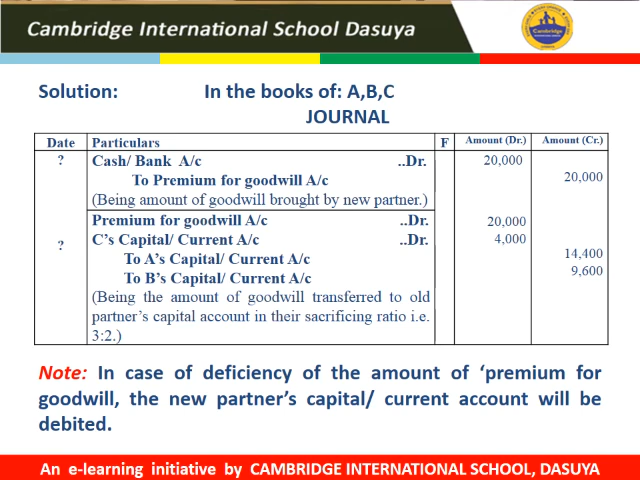 Cambridge International School Dasuya
Cambridge
Solution: In the books of: A,B,C
JOURNAL
Date Particulars F Amount (Dr.) Amount (Cr.)
? Cash/ Bank A/c ..Dr. 20,000
To Premium for goodwill A/c 20,000
(Being amount of goodwill brought by new partner.)
Premium for goodwill A/c ..Dr. 20,000
? C's Capital/ Current A/c ..Dr. 4,000
To A's Capital/ Current A/c 14,400
To B's Capital/ Current A/c 9,600
(Being the amount of goodwill transferred to old
partner's capital account in their sacrificing ratio i.e.
3:2.)
Note: In case of deficiency of the amount of 'premium for
goodwill, the new partner's capital/ current account will be
debited.
An e-learning initiative by CAMBRIDGE INTERNATIONAL SCHOOL, DASUYA